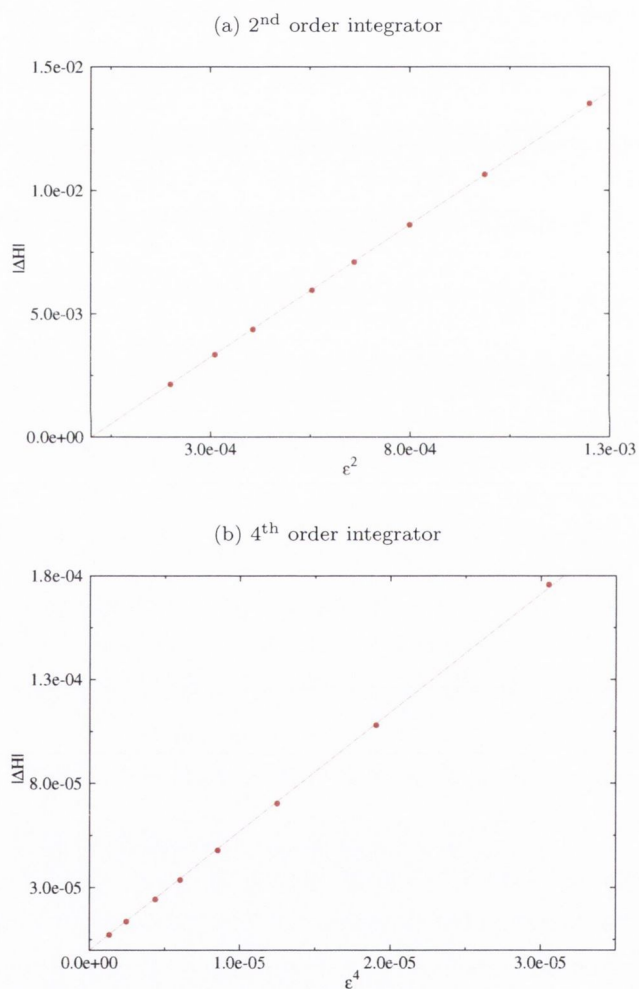 (a) 2nd order integrator
1.5e-02
1.0e-02
|ΔH|
5.0e-03
0.0e+00
3.0e-04 8.0e-04 1.3e-03
ε2
(b) 4th order integrator
1.8e-04
1.3e-04
|ΔH|
8.0e-05
3.0e-05
0.0e+00 1.0e-05 2.0e-05 3.0e-05
ε4